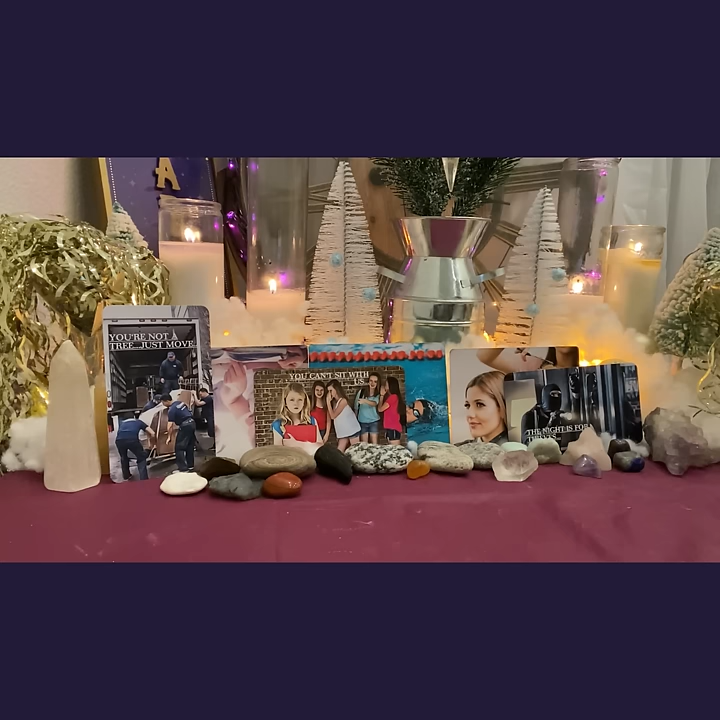 A
YOU'RE NOT A
TREE...JUST MOVE
YOU CAN'T SIT WITH
US
THE NIGHT IS FOR